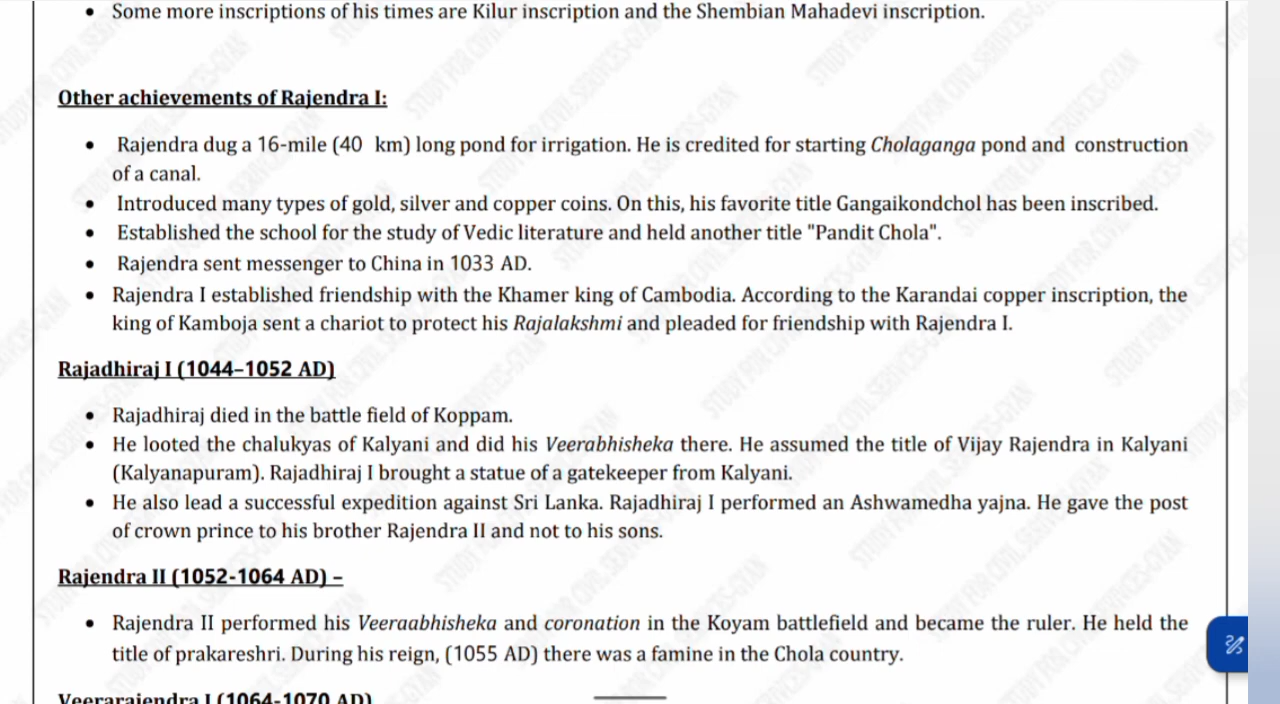 • Some more inscriptions of his times are Kilur inscription and the Shembian Mahadevi inscription.
Other achievements of Rajendra I:
• Rajendra dug a 16-mile (40 km) long pond for irrigation. He is credited for starting Cholaganga pond and construction
of a canal.
• Introduced many types of gold, silver and copper coins. On this, his favorite title Gangaikondchol has been inscribed.
• Established the school for the study of Vedic literature and held another title "Pandit Chola".
• Rajendra sent messenger to China in 1033 AD.
• Rajendra I established friendship with the Khamer king of Cambodia. According to the Karandai copper inscription, the
king of Kamboja sent a chariot to protect his Rajalakshmi and pleaded for friendship with Rajendra I.
Rajadhiraj I (1044–1052 AD)
• Rajadhiraj died in the battle field of Koppam.
• He looted the chalukyas of Kalyani and did his Veerabhisheka there. He assumed the title of Vijay Rajendra in Kalyani
(Kalyanapuram). Rajadhiraj I brought a statue of a gatekeeper from Kalyani.
• He also lead a successful expedition against Sri Lanka. Rajadhiraj I performed an Ashwamedha yajna. He gave the post
of crown prince to his brother Rajendra II and not to his sons.
Rajendra II (1052-1064 AD) –
• Rajendra II performed his Veeraabhisheka and coronation in the Koyam battlefield and became the ruler. He held the
title of prakareshri. During his reign, (1055 AD) there was a famine in the Chola country.
Veerarajendra I (1064-1070 AD)
STUDY FOR CIVIL SERVICES-GYAN